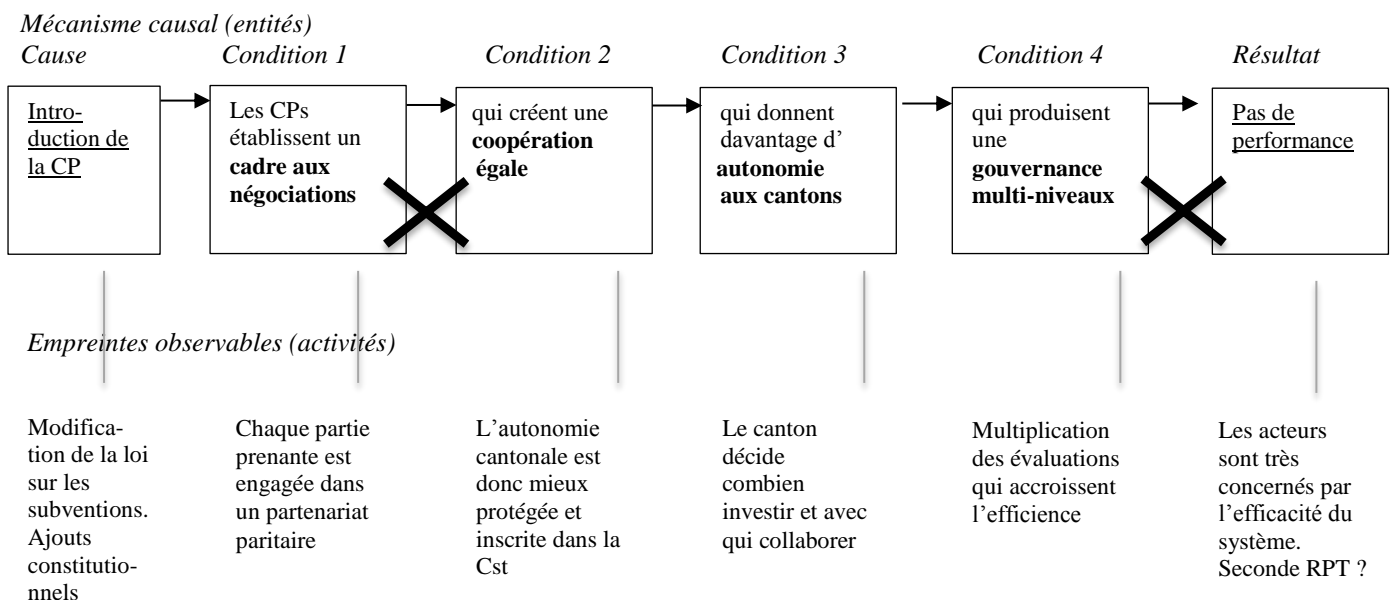 Mécanisme causal (entités)
Cause Condition 1 Condition 2 Condition 3 Condition 4 Résultat
Intro-
duction de
la CP
Les CPs
établissent un
cadre aux
négociations
qui créent une
coopération
égale
qui donnent
davantage d’
autonomie
aux cantons
qui produisent
une
gouvernance
multi-niveaux
Pas de
performance
Empreintes observables (activités)
Modifica-
tion de la loi
sur les
subventions.
Ajouts
constitutio-
nnels
Chaque partie
prenante est
engagée dans
un partenariat
paritaire
L’autonomie
cantonale est
donc mieux
protégée et
inscrite dans la
Cst
Le canton
décide
combien
investir et avec
qui collaborer
Multiplication
des évaluations
qui accroissent
l’efficience
Les acteurs
sont très
concernés par
l’efficacité du
système.
Seconde RPT ?